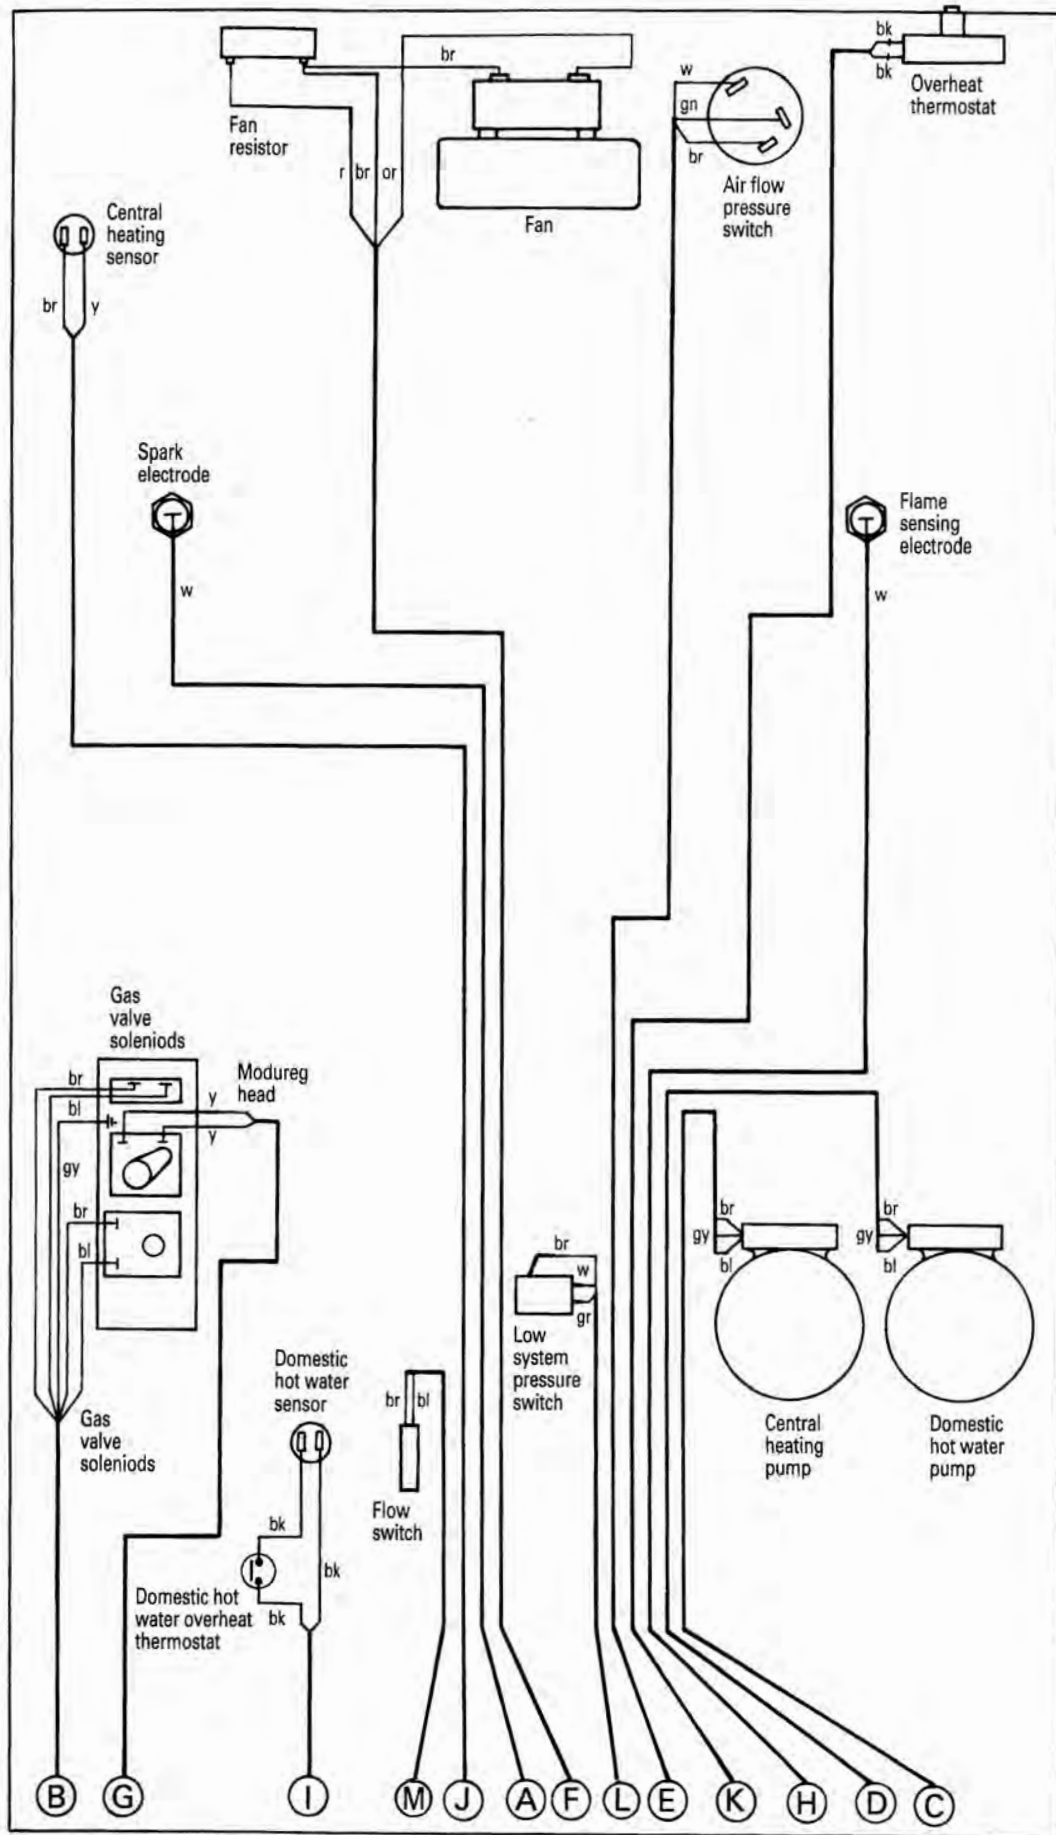 br
bk
bk
Overheat
thermostat
w
gn
br
Fan
resistor
r
br
or
Fan
Air flow
pressure
switch
Central
heating
sensor
br
y
Spark
electrode
w
Flame
sensing
electrode
w
Gas
valve
soleniods
br
bl
gy
br
bl
y
y
Modureg
head
br
w
gr
Low
system
pressure
switch
br
gy
bl
br
gy
bl
Central
heating
pump
Domestic
hot water
pump
Gas
valve
soleniods
Domestic
hot water
sensor
br
bl
Flow
switch
bk
bk
bk
Domestic hot
water overheat
thermostat
B
G
I
M
J
A
F
L
E
K
H
D
C